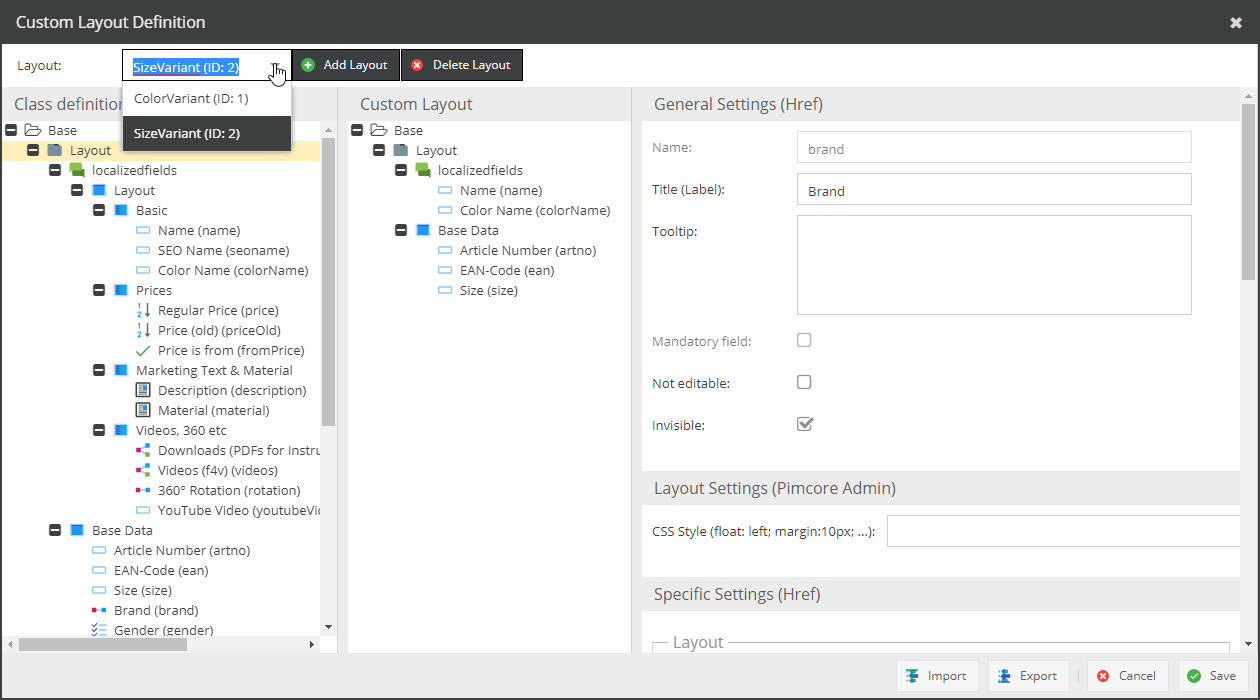 Custom Layout Definition
Layout:
SizeVariant (ID: 2)
Add Layout
Delete Layout
ColorVariant (ID: 1)
SizeVariant (ID: 2)
Class definition
Base
Layout
localizedfields
Layout
Basic
Name (name)
SEO Name (seoname)
Color Name (colorName)
Prices
Regular Price (price)
Price (old) (priceOld)
Price is from (fromPrice)
Marketing Text & Material
Description (description)
Material (material)
Videos, 360 etc
Downloads (PDFs for Instru
Videos (f4v) (videos)
360° Rotation (rotation)
YouTube Video (youtubeVi
Base Data
Article Number (artno)
EAN-Code (ean)
Size (size)
Brand (brand)
Gender (gender)
Custom Layout
Base
Layout
localizedfields
Name (name)
Color Name (colorName)
Base Data
Article Number (artno)
EAN-Code (ean)
Size (size)
General Settings (Href)
Name: brand
Title (Label): Brand
Tooltip:
Mandatory field:
Not editable:
Invisible:
Layout Settings (Pimcore Admin)
CSS Style (float: left; margin:10px; ...):
Specific Settings (Href)
Layout
Import
Export
Cancel
Save